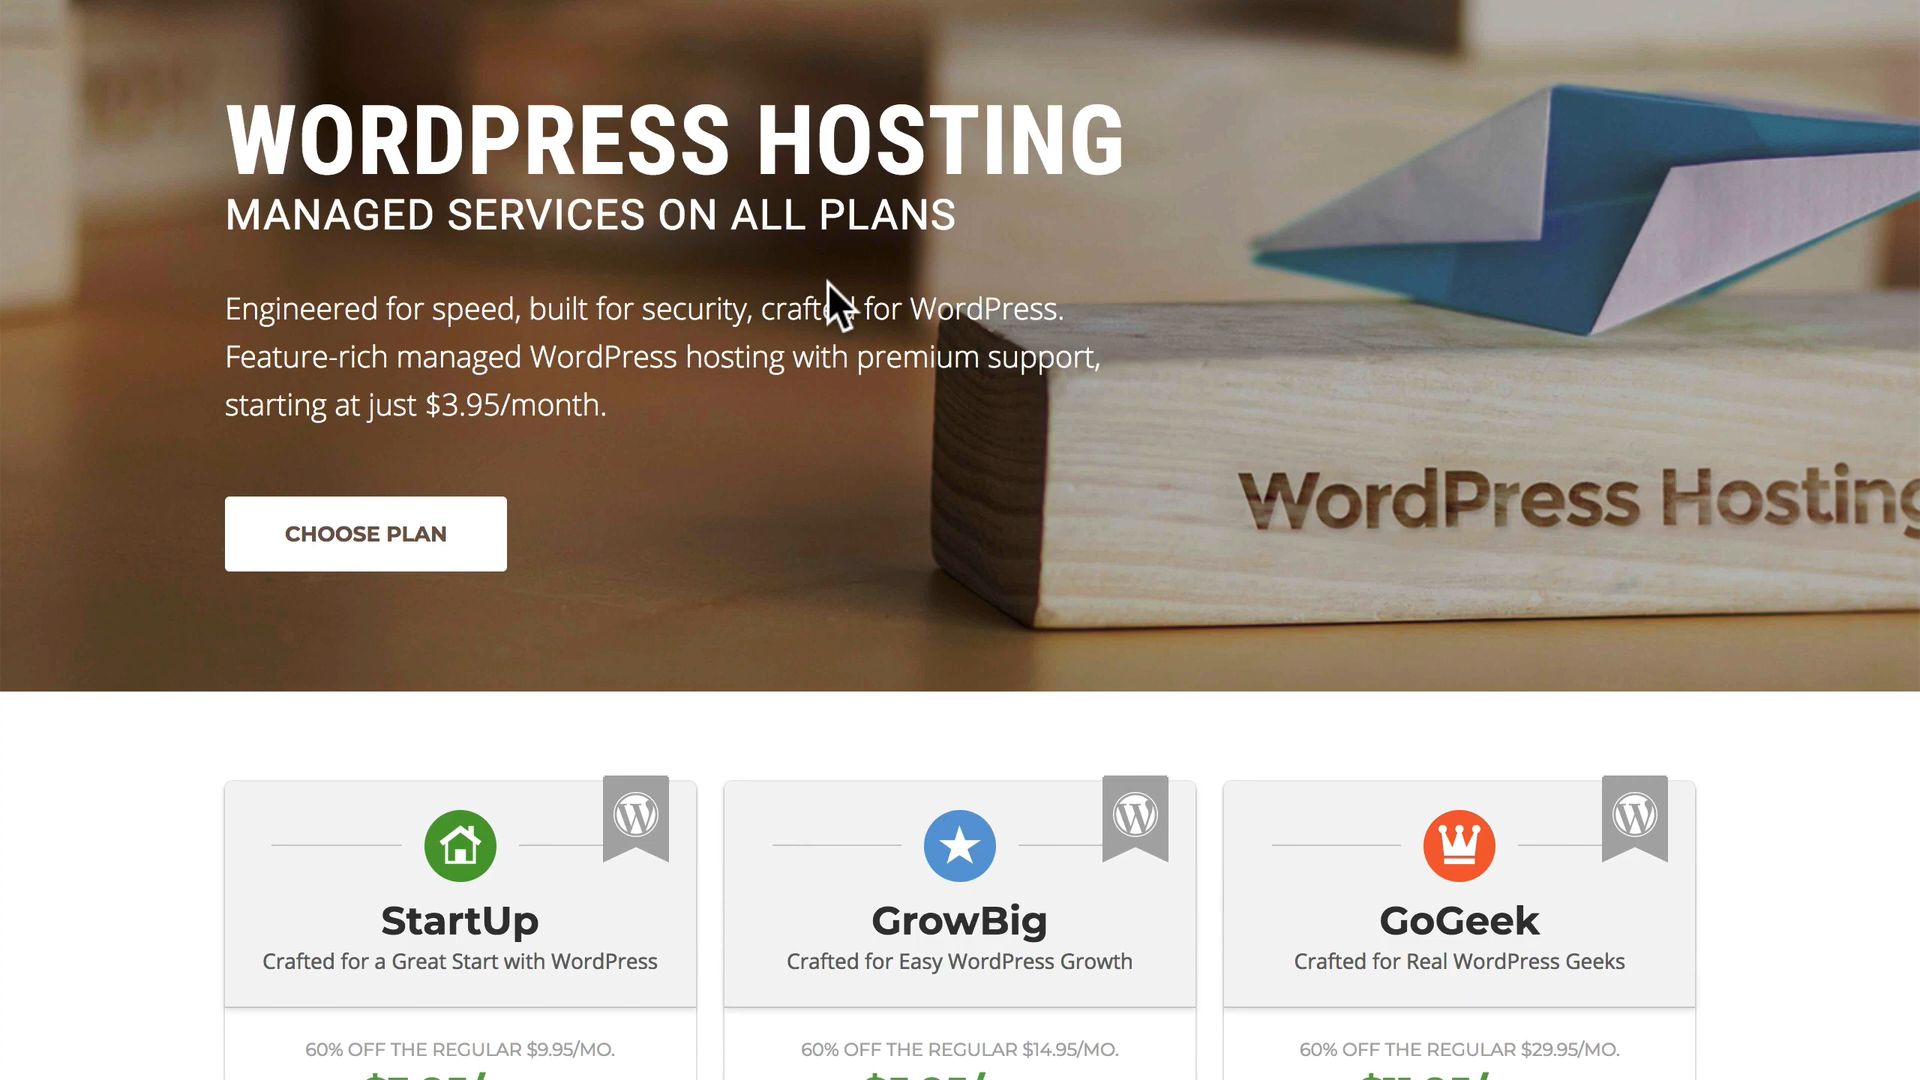 WORDPRESS HOSTING
MANAGED SERVICES ON ALL PLANS
Engineered for speed, built for security, crafted for WordPress.
Feature-rich managed WordPress hosting with premium support,
starting at just $3.95/month.
CHOOSE PLAN
WordPress Hosting
StartUp
Crafted for a Great Start with WordPress
60% OFF THE REGULAR $9.95/MO.
GrowBig
Crafted for Easy WordPress Growth
60% OFF THE REGULAR $14.95/MO.
GoGeek
Crafted for Real WordPress Geeks
60% OFF THE REGULAR $29.95/MO.